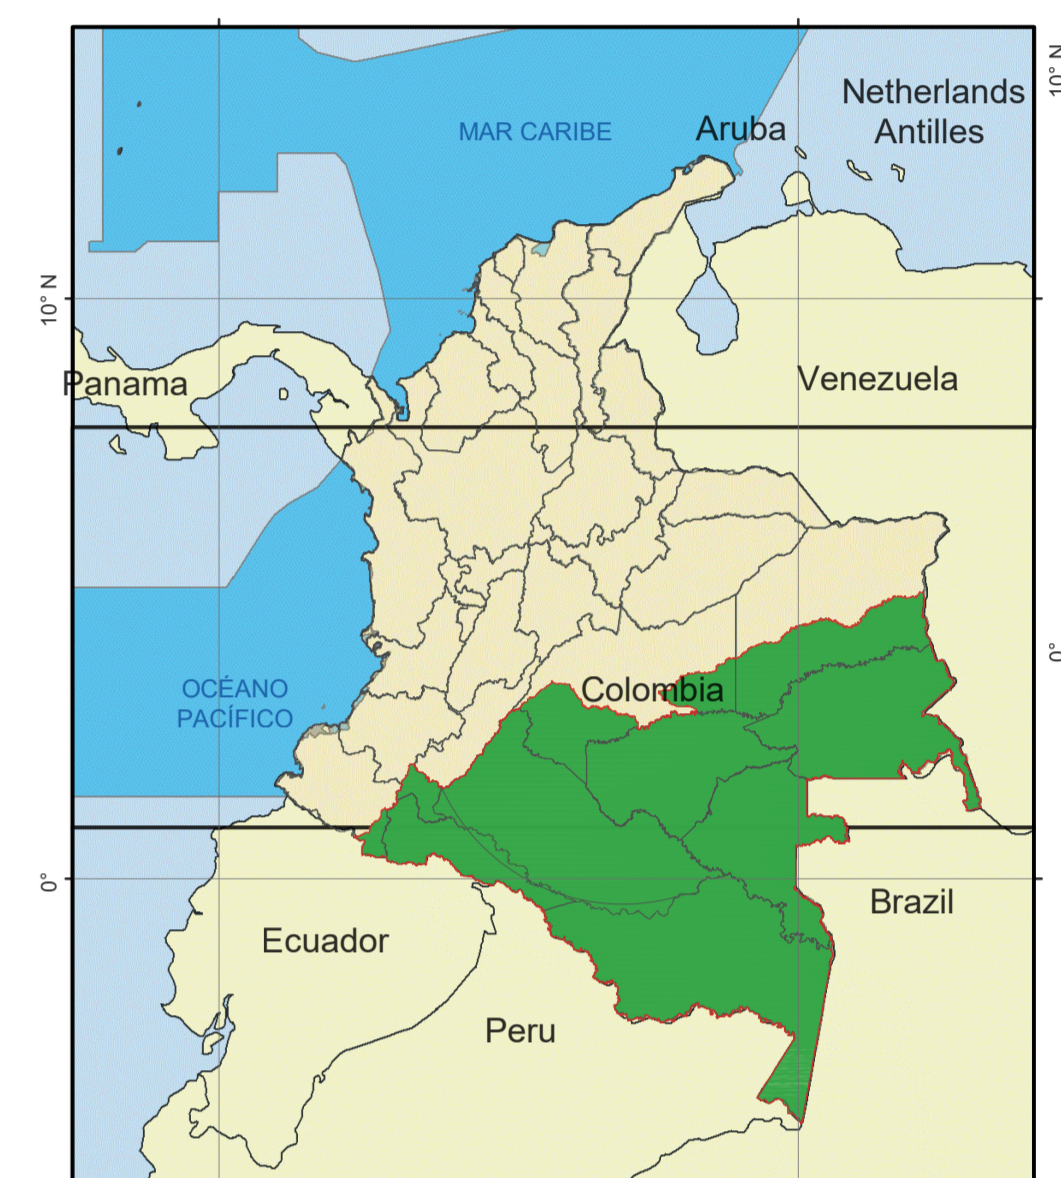 10° N
Netherlands
Antilles
Aruba
MAR CARIBE
10° N
Panama
Venezuela
0°
OCÉANO
PACÍFICO
Colombia
0°
Brazil
Ecuador
Peru